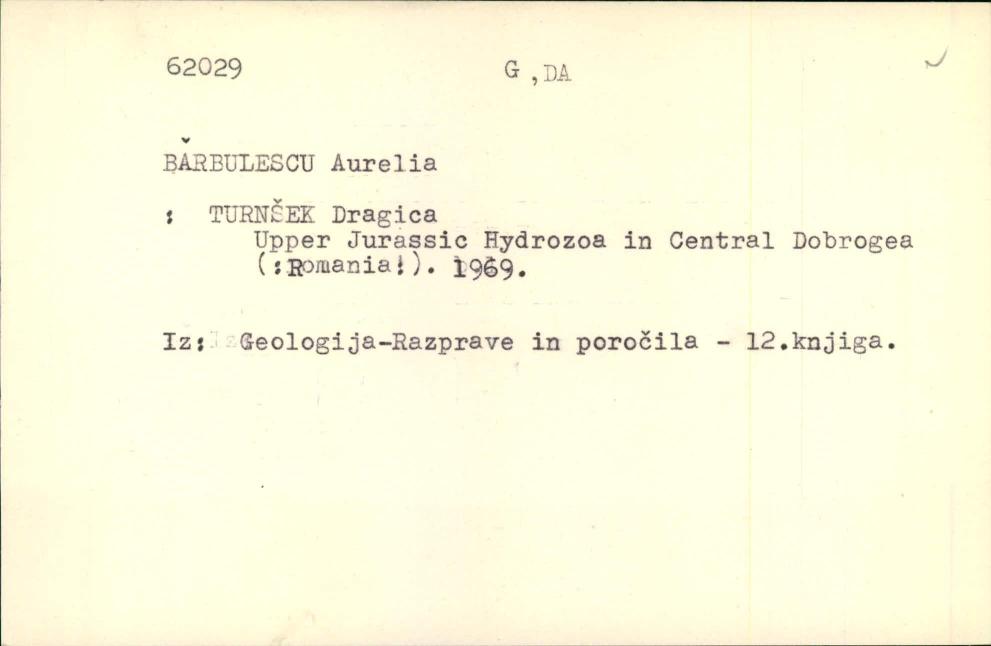 62029 G ,DA
BĂRBULESCU Aurelia
: TURNŠEK Dragica
Upper Jurassic Hydrozoa in Central Dobrogea
(:Romania:). 1969.
Iz: Geologija-Razprave in poročila - 12.knjiga.